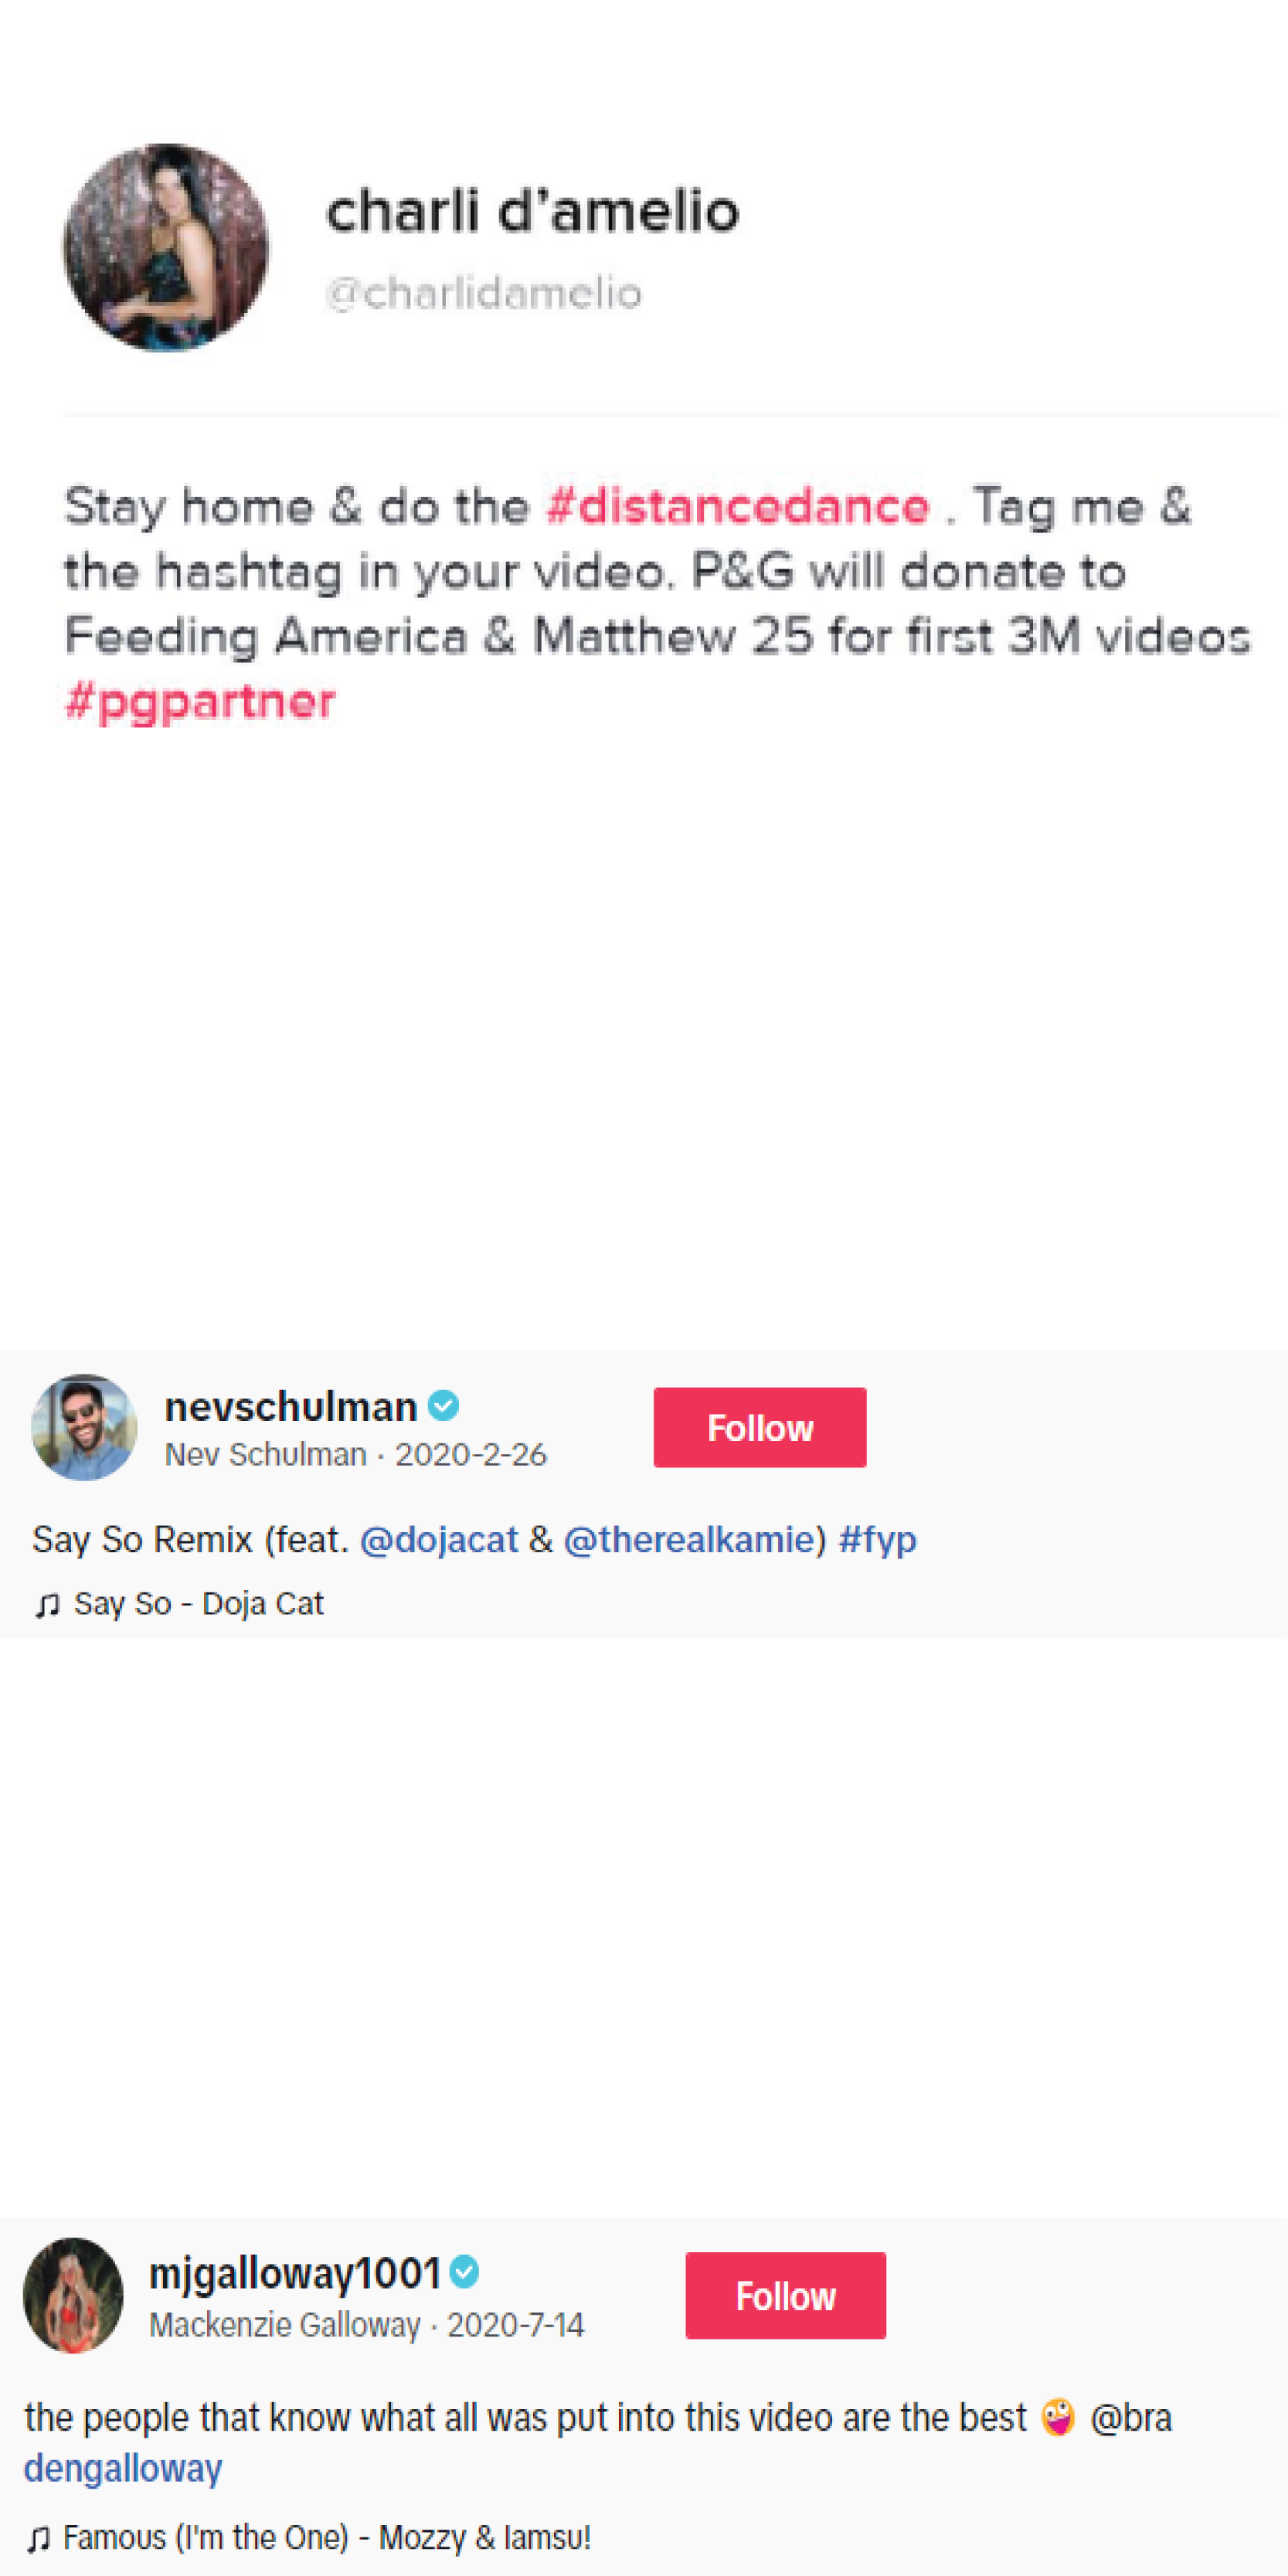 charli d'amelio
@charlidamelio
Stay home & do the #distancedance . Tag me &
the hashtag in your video. P&G will donate to
Feeding America & Matthew 25 for first 3M videos
#pgpartner
nevschulman
Nev Schulman · 2020-2-26
Follow
Say So Remix (feat. @dojacat & @therealkamie) #fyp
♫ Say So - Doja Cat
mjgalloway1001
Mackenzie Galloway · 2020-7-14
Follow
the people that know what all was put into this video are the best 🤪 @bra
dengalloway
♫ Famous (I'm the One) - Mozzy & Iamsu!